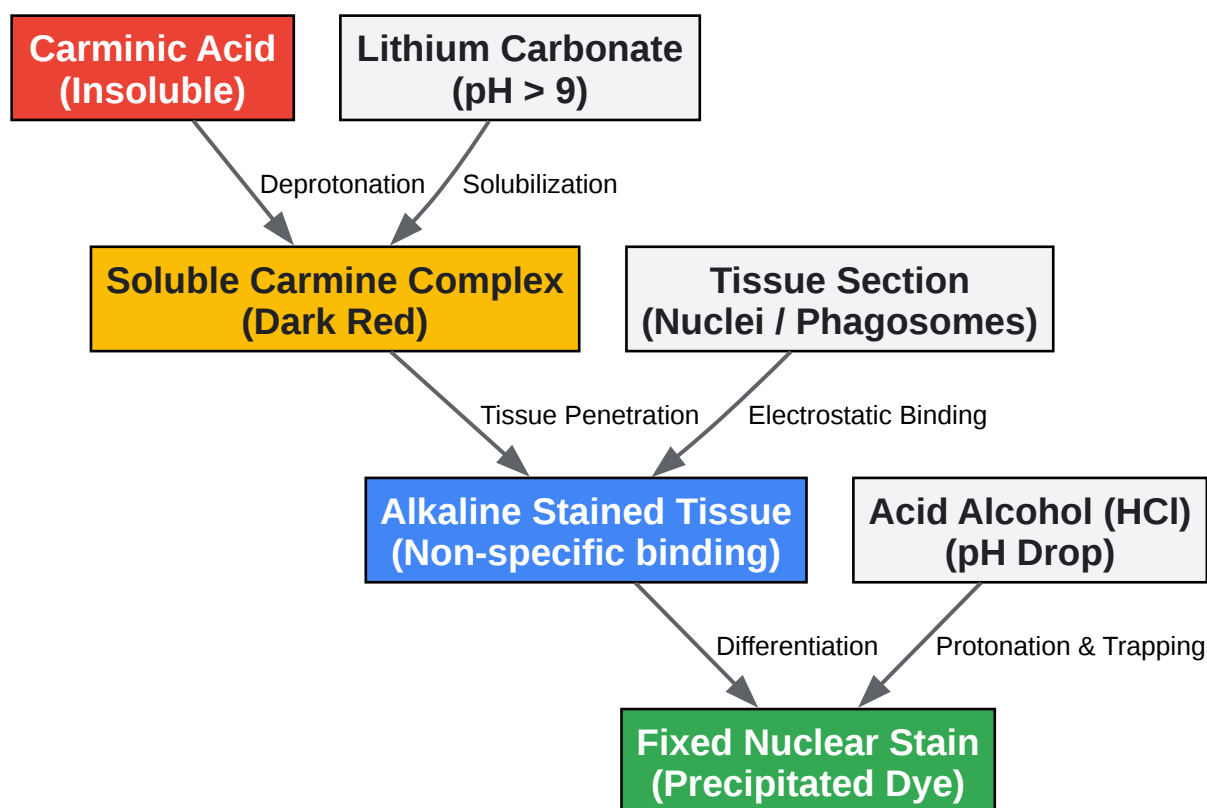 Carminic Acid
(Insoluble)
Lithium Carbonate
(pH > 9)
Deprotonation
Solubilization
Soluble Carmine Complex
(Dark Red)
Tissue Section
(Nuclei / Phagosomes)
Tissue Penetration
Electrostatic Binding
Alkaline Stained Tissue
(Non-specific binding)
Acid Alcohol (HCl)
(pH Drop)
Differentiation
Protonation & Trapping
Fixed Nuclear Stain
(Precipitated Dye)